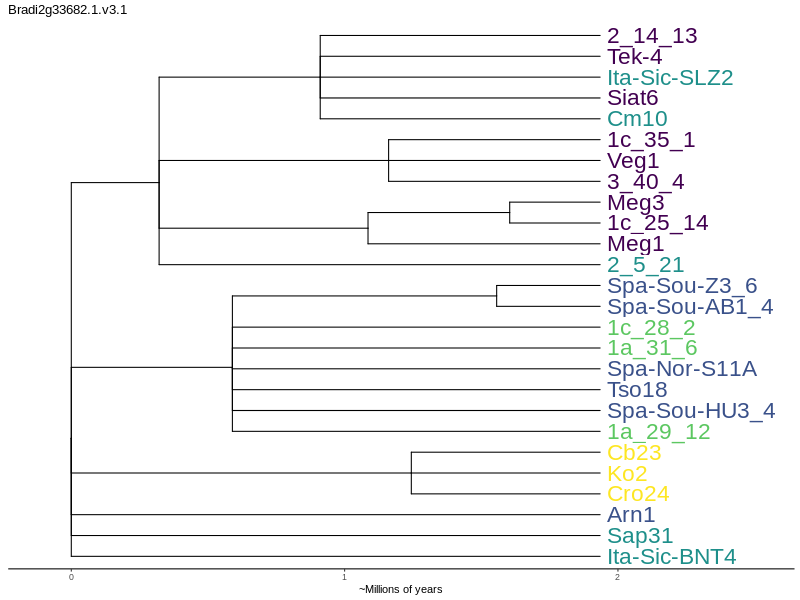 Bradi2g33682.1.v3.1
2_14_13
Tek-4
Ita-Sic-SLZ2
Siat6
Cm10
1c_35_1
Veg1
3_40_4
Meg3
1c_25_14
Meg1
2_5_21
Spa-Sou-Z3_6
Spa-Sou-AB1_4
1c_28_2
1a_31_6
Spa-Nor-S11A
Tso18
Spa-Sou-HU3_4
1a_29_12
Cb23
Ko2
Cro24
Arn1
Sap31
Ita-Sic-BNT4
0 1 2
~Millions of years